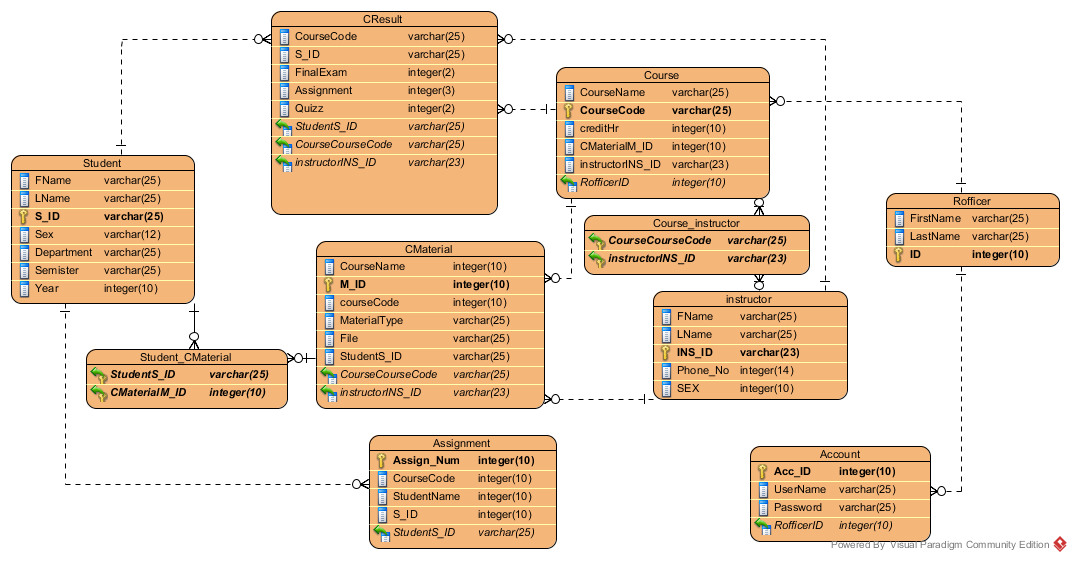 CResult
CourseCode varchar(25)
S_ID varchar(25)
FinalExam integer(2)
Assignment integer(3)
Quizz integer(2)
StudentS_ID varchar(25)
CourseCourseCode varchar(25)
instructorINS_ID varchar(23)
Course
CourseName varchar(25)
CourseCode varchar(25)
creditHr integer(10)
CMaterialM_ID integer(10)
instructorINS_ID varchar(23)
RofficerID integer(10)
Student
FName varchar(25)
LName varchar(25)
S_ID varchar(25)
Sex varchar(12)
Department varchar(25)
Semister varchar(25)
Year integer(10)
Rofficer
FirstName varchar(25)
LastName varchar(25)
ID integer(10)
Course_instructor
CourseCourseCode varchar(25)
instructorINS_ID varchar(23)
CMaterial
CourseName integer(10)
M_ID integer(10)
courseCode integer(10)
MaterialType varchar(25)
File varchar(25)
StudentS_ID varchar(25)
CourseCourseCode varchar(25)
instructorINS_ID varchar(23)
instructor
FName varchar(25)
LName varchar(25)
INS_ID varchar(23)
Phone_No integer(14)
SEX integer(10)
Student_CMaterial
StudentS_ID varchar(25)
CMaterialM_ID integer(10)
Assignment
Assign_Num integer(10)
CourseCode integer(10)
StudentName integer(10)
S_ID integer(10)
StudentS_ID varchar(25)
Account
Acc_ID integer(10)
UserName varchar(25)
Password varchar(25)
RofficerID integer(10)
Powered By Visual Paradigm Community Edition